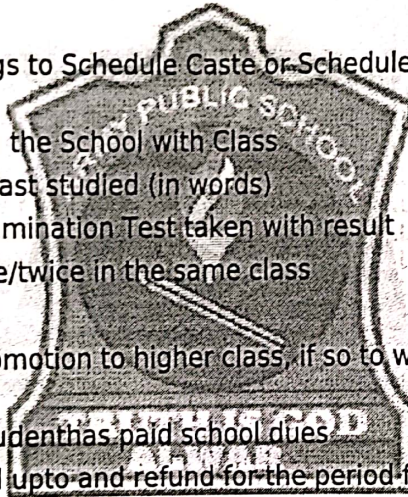 gs to Schedule Caste or Schedule
PUBLIC SCHOOL
the School with Class
ast studied (in words)
mination Test taken with result
e/twice in the same class
omotion to higher class, if so to w
TRUTH IS GOD
udenthas paid school dues
ALWAR
upto and refund for the period f